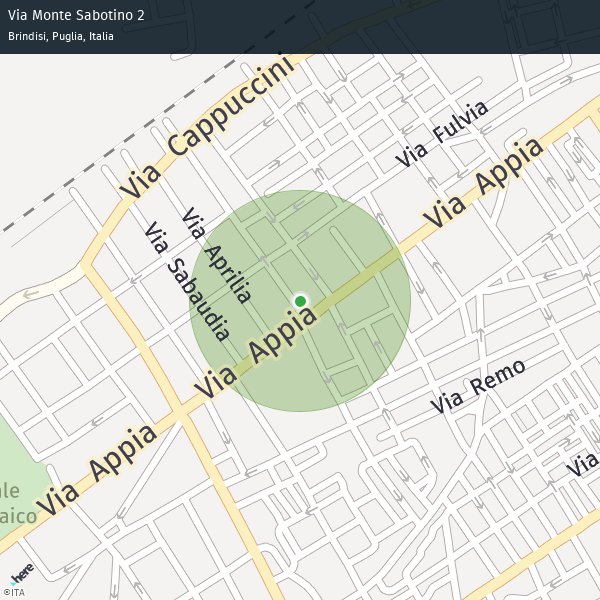 Via Monte Sabotino 2
Brindisi, Puglia, Italia
Via Cappuccini
Via Fulvia
Via Appia
Via Aprilia
Via Sabaudia
Via Appia
Via Remo
Via Appia
Via
ale
aico
here
©ITA